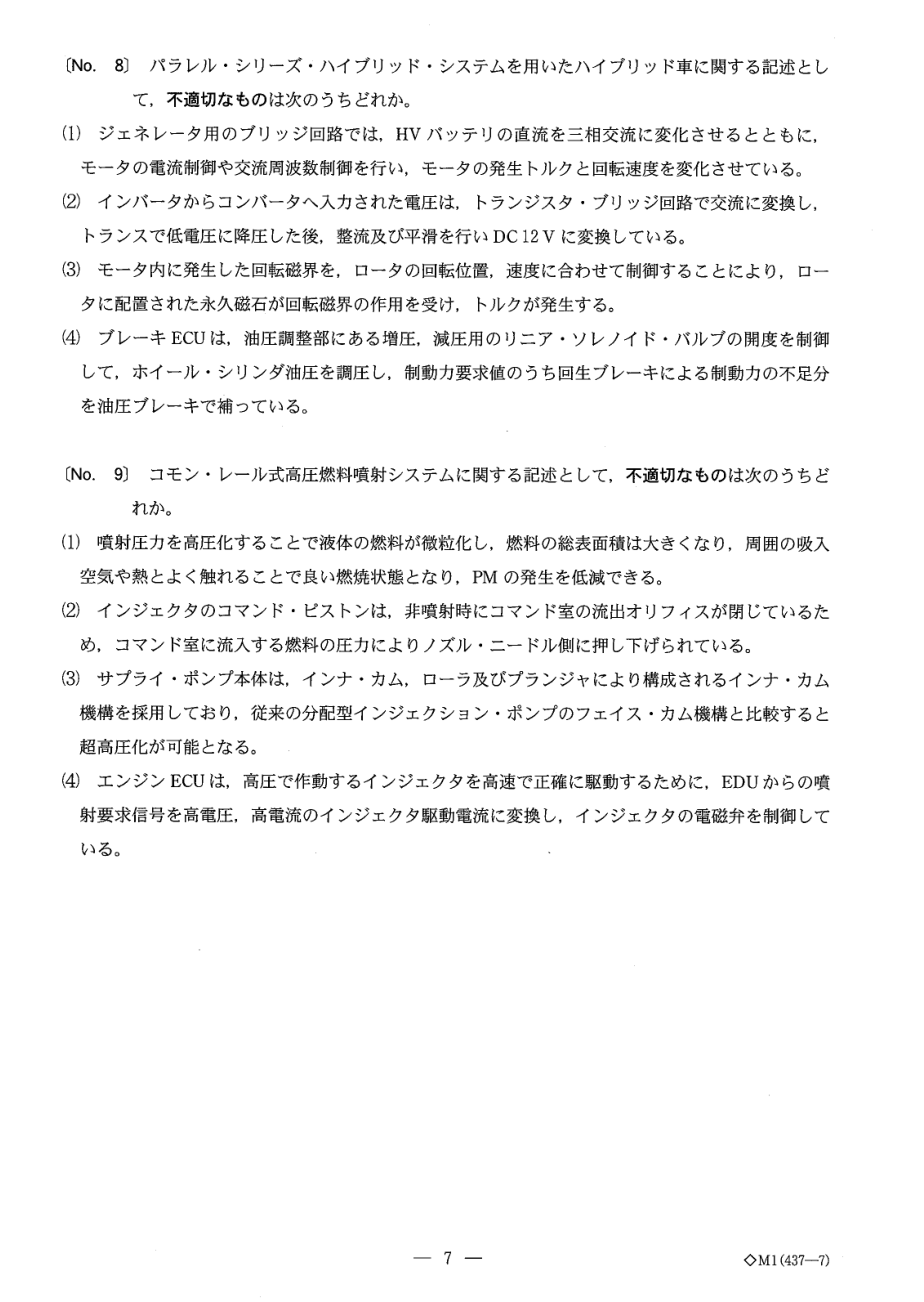 〔No. 8〕 パラレル・シリーズ・ハイブリッド・システムを用いたハイブリッド車に関する記述とし
て，不適切なものは次のうちどれか。
⑴ ジェネレータ用のブリッジ回路では，HV バッテリの直流を三相交流に変化させるとともに，
モータの電流制御や交流周波数制御を行い，モータの発生トルクと回転速度を変化させている。
⑵ インバータからコンバータへ入力された電圧は，トランジスタ・ブリッジ回路で交流に変換し，
トランスで低電圧に降圧した後，整流及び平滑を行い DC 12 V に変換している。
⑶ モータ内に発生した回転磁界を，ロータの回転位置，速度に合わせて制御することにより，ロー
タに配置された永久磁石が回転磁界の作用を受け，トルクが発生する。
⑷ ブレーキ ECU は，油圧調整部にある増圧，減圧用のリニア・ソレノイド・バルブの開度を制御
して，ホイール・シリンダ油圧を調圧し，制動力要求値のうち回生ブレーキによる制動力の不足分
を油圧ブレーキで補っている。
〔No. 9〕 コモン・レール式高圧燃料噴射システムに関する記述として，不適切なものは次のうちど
れか。
⑴ 噴射圧力を高圧化することで液体の燃料が微粒化し，燃料の総表面積は大きくなり，周囲の吸入
空気や熱とよく触れることで良い燃焼状態となり，PM の発生を低減できる。
⑵ インジェクタのコマンド・ピストンは，非噴射時にコマンド室の流出オリフィスが閉じているた
め，コマンド室に流入する燃料の圧力によりノズル・ニードル側に押し下げられている。
⑶ サプライ・ポンプ本体は，インナ・カム，ローラ及びプランジャにより構成されるインナ・カム
機構を採用しており，従来の分配型インジェクション・ポンプのフェイス・カム機構と比較すると
超高圧化が可能となる。
⑷ エンジン ECU は，高圧で作動するインジェクタを高速で正確に駆動するために，EDU からの噴
射要求信号を高電圧，高電流のインジェクタ駆動電流に変換し，インジェクタの電磁弁を制御して
いる。
— 7 —
◇M1(437—7)